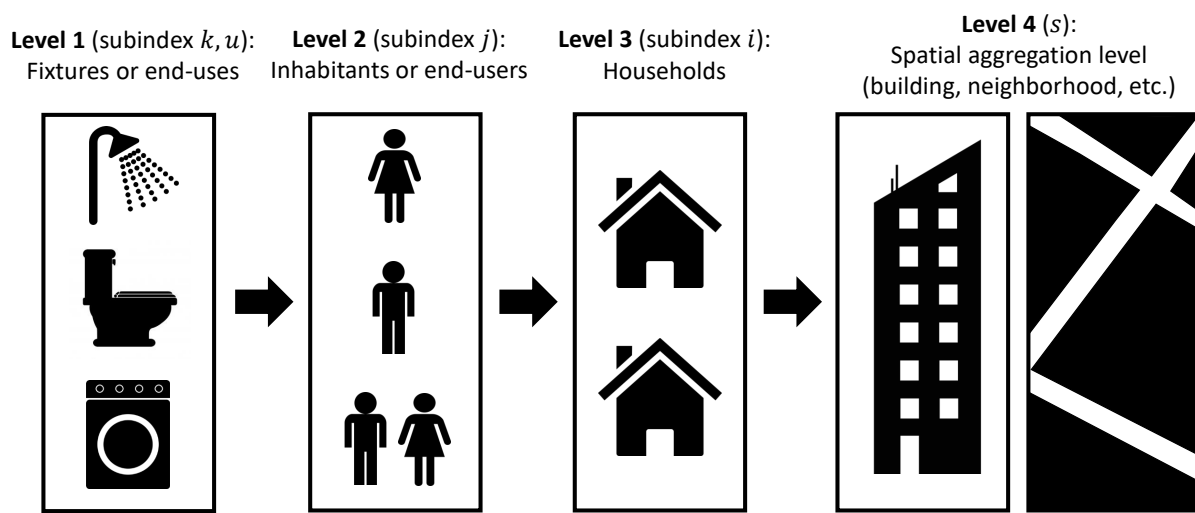 Level 1 (subindex k, u):
Fixtures or end-uses
Level 2 (subindex j):
Inhabitants or end-users
Level 3 (subindex i):
Households
Level 4 (s):
Spatial aggregation level
(building, neighborhood, etc.)